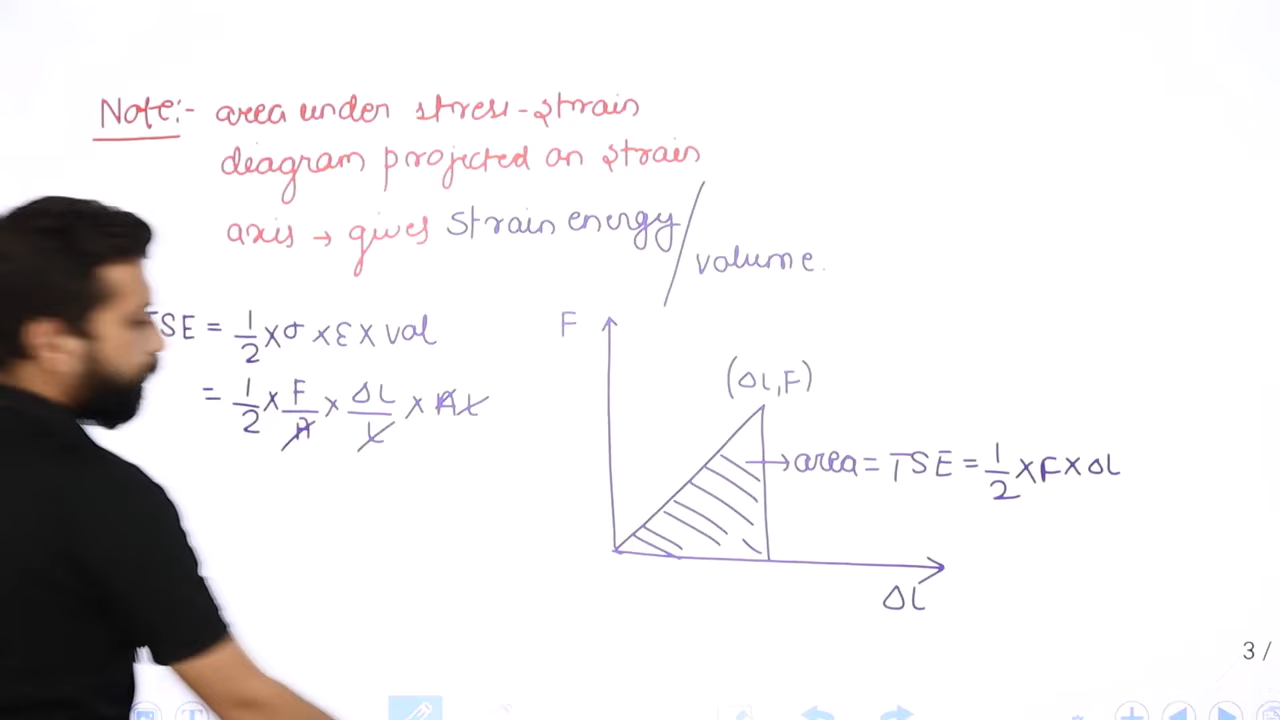 Note:- area under stress-strain
diagram projected on strain
axis → gives strain energy/
volume.
TSE = 1/2 × σ × ε × vol
= 1/2 × F/A × ΔL/L × AL
F
(ΔL, F)
→ area = TSE = 1/2 × F × ΔL
ΔL
3 /